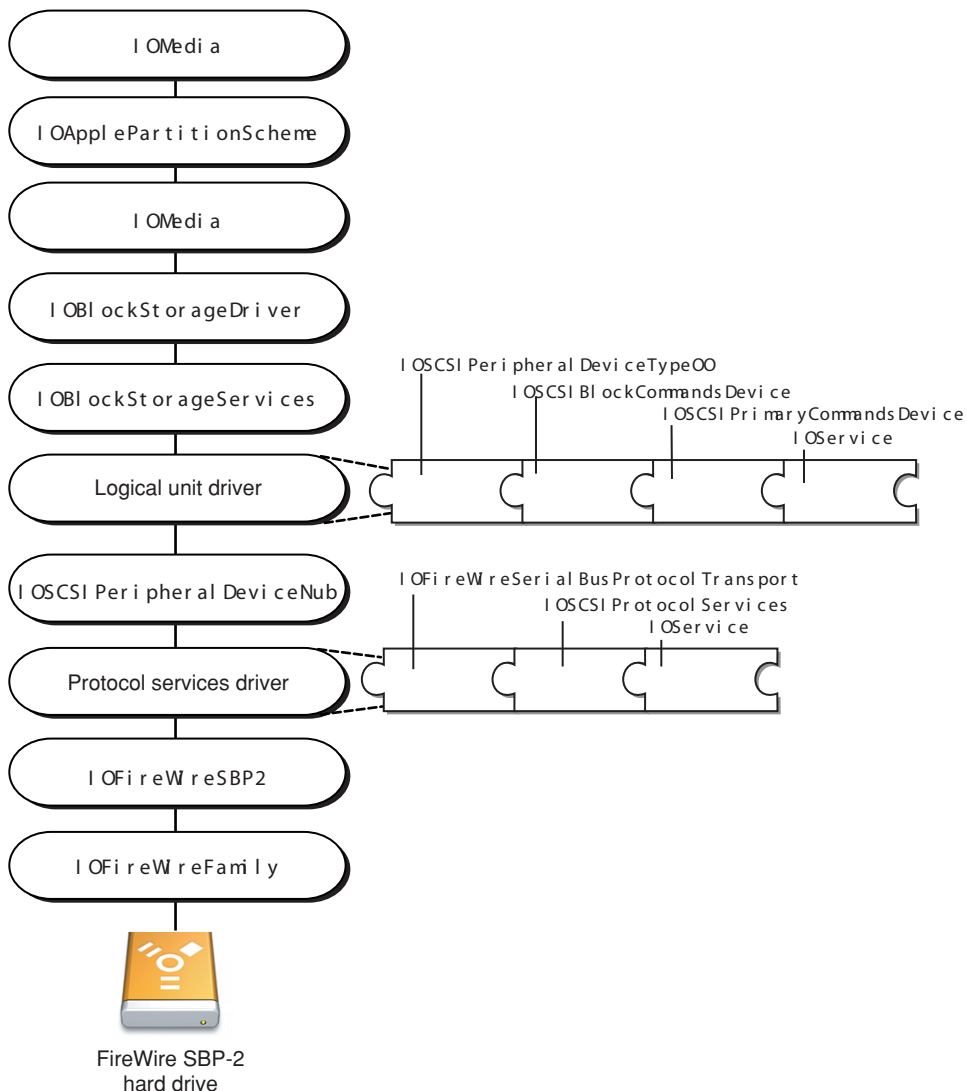 IOMedia
IOApplePartitionScheme
IOMedia
IOBlockStorageDriver
IOBlockStorageServices
IOSCSIPeripheralDeviceType00
IOSCSIBlockCommandsDevice
IOSCSIPrimaryCommandsDevice
IOService
Logical unit driver
IOSCSIPeripheralDeviceNub
IOFireWireSerialBusProtocolTransport
IOSCSIProtocolServices
IOService
Protocol services driver
IOFireWireSBP2
IOFireWireFamily
FireWire SBP-2
hard drive